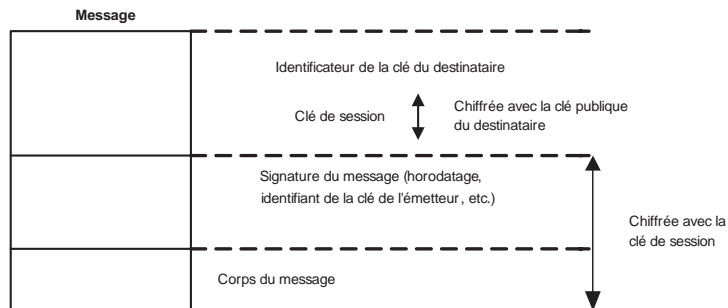 Message
Identificateur de la clé du destinataire
Clé de session
Chiffrée avec la clé publique
du destinataire
Signature du message (horodatage,
identifiant de la clé de l'émetteur, etc.)
Chiffrée avec la
clé de session
Corps du message